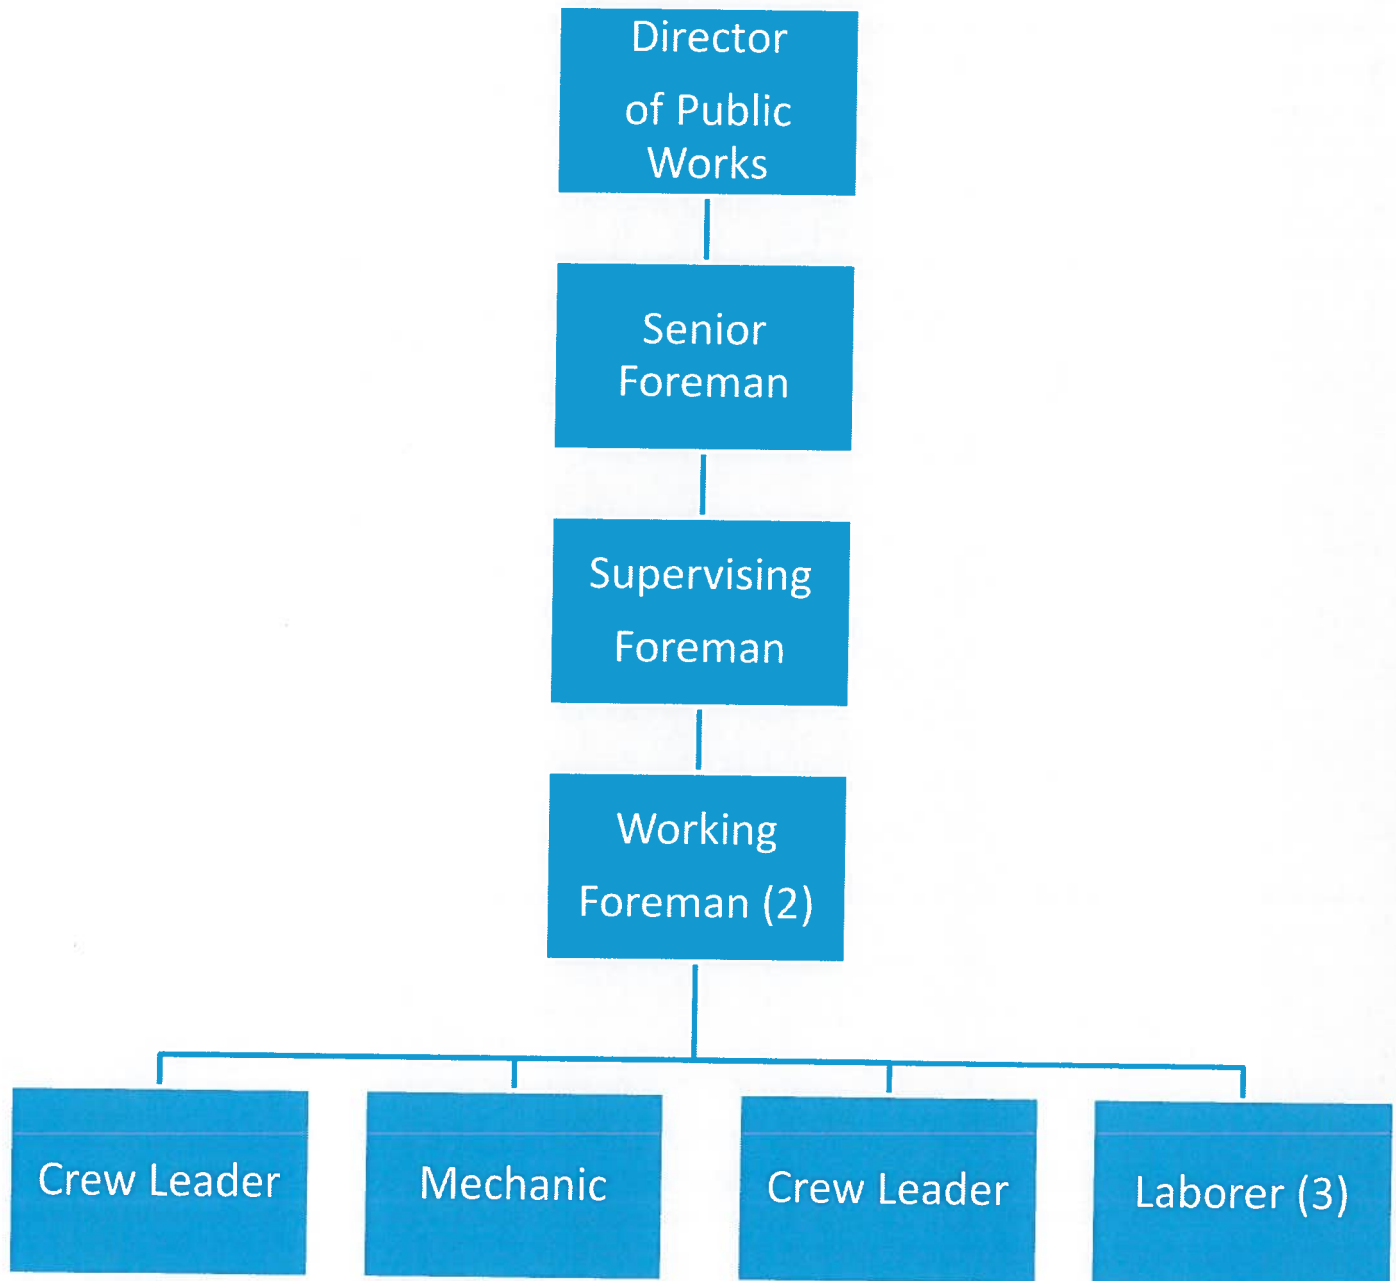 Director
of Public
Works
Senior
Foreman
Supervising
Foreman
Working
Foreman (2)
Crew Leader
Mechanic
Crew Leader
Laborer (3)